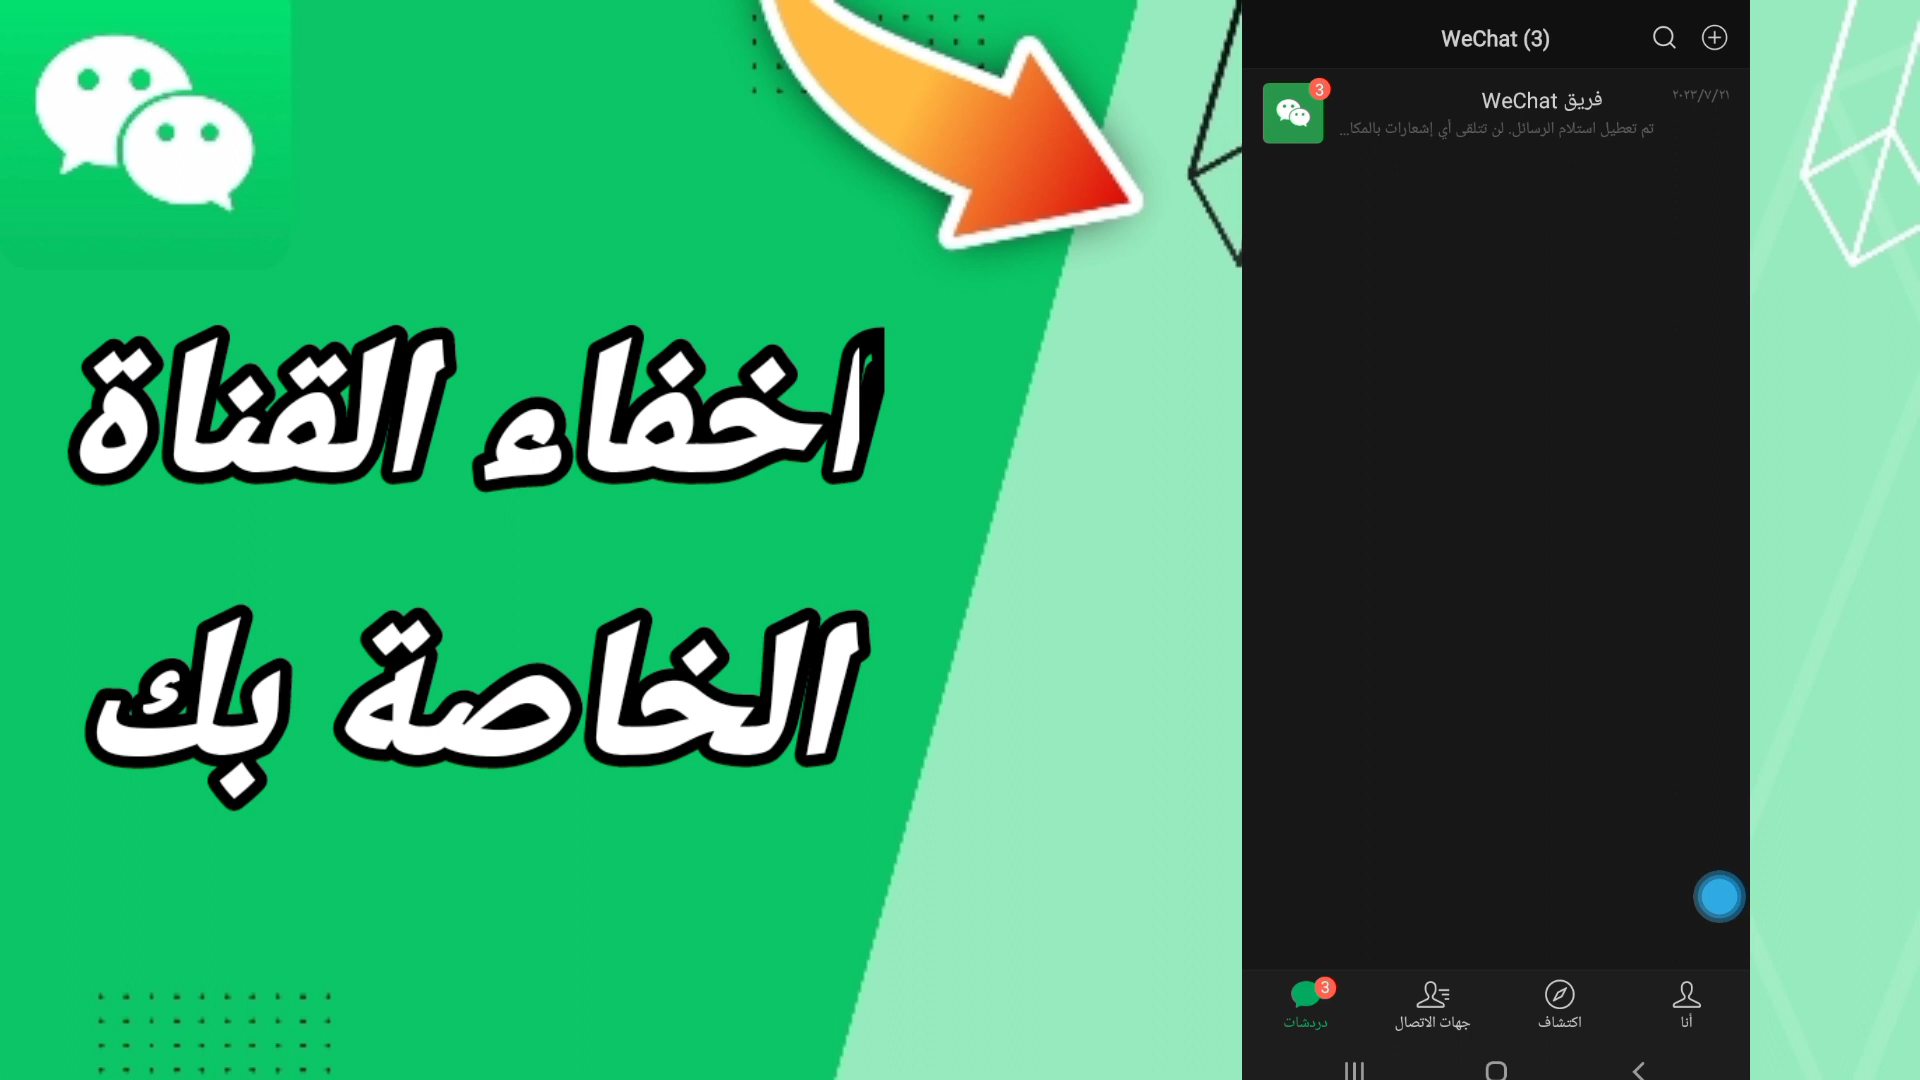 اخفاء القناة
الخاصة بك
WeChat (3)
3
فريق WeChat
٢٠٢٣/٧/٢١
تم تعطيل استلام الرسائل. لن تتلقى أي إشعارات بالمكا...
3
دردشات
جهات الاتصال
اكتشاف
أنا